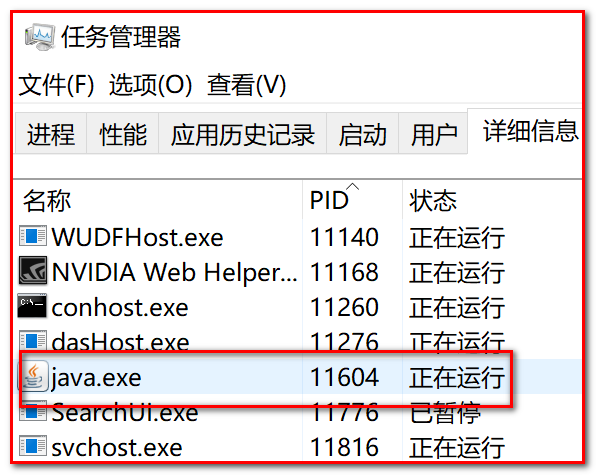 任务管理器
文件(F) 选项(O) 查看(V)
进程 性能 应用历史记录 启动 用户 详细信息
名称 PID 状态
WUDFHost.exe 11140 正在运行
NVIDIA Web Helper... 11168 正在运行
conhost.exe 11260 正在运行
dasHost.exe 11276 正在运行
java.exe 11604 正在运行
SearchUI.exe 11776 已暂停
svchost.exe 11816 正在运行